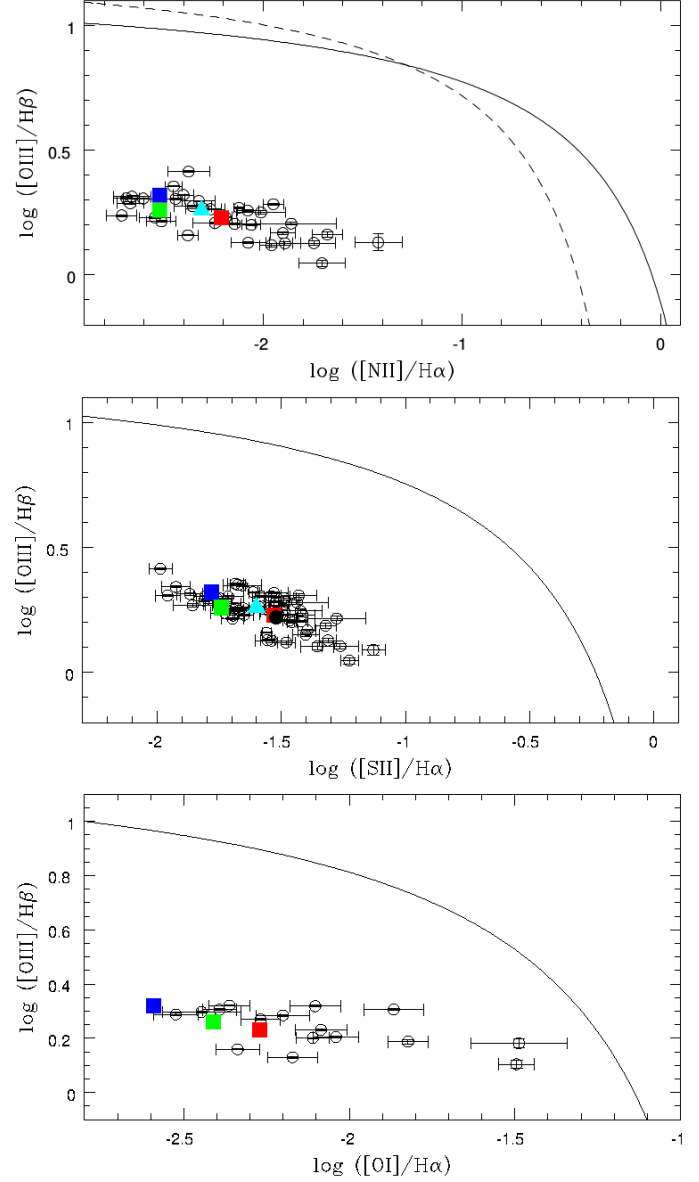 1
0.5
0
log ([OIII]/Hβ)
-2 -1 0
log ([NII]/Hα)
1
0.5
0
log ([OIII]/Hβ)
-2 -1.5 -1 -0.5 0
log ([SII]/Hα)
1
0.8
0.6
0.4
0.2
0
log ([OIII]/Hβ)
-2.5 -2 -1.5 -1
log ([OI]/Hα)